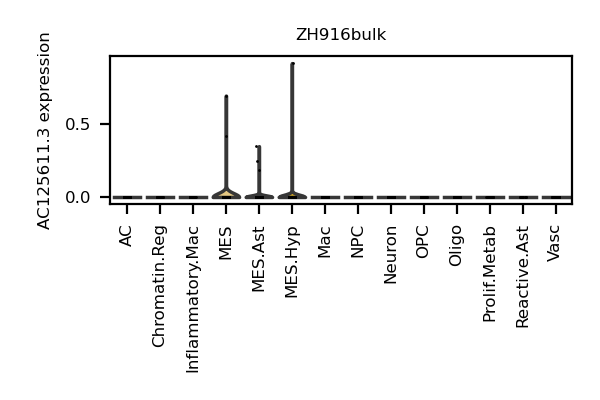 ZH916bulk
AC125611.3 expression
0.5
0.0
AC
Chromatin.Reg
Inflammatory.Mac
MES
MES.Ast
MES.Hyp
Mac
NPC
Neuron
OPC
Oligo
Prolif.Metab
Reactive.Ast
Vasc